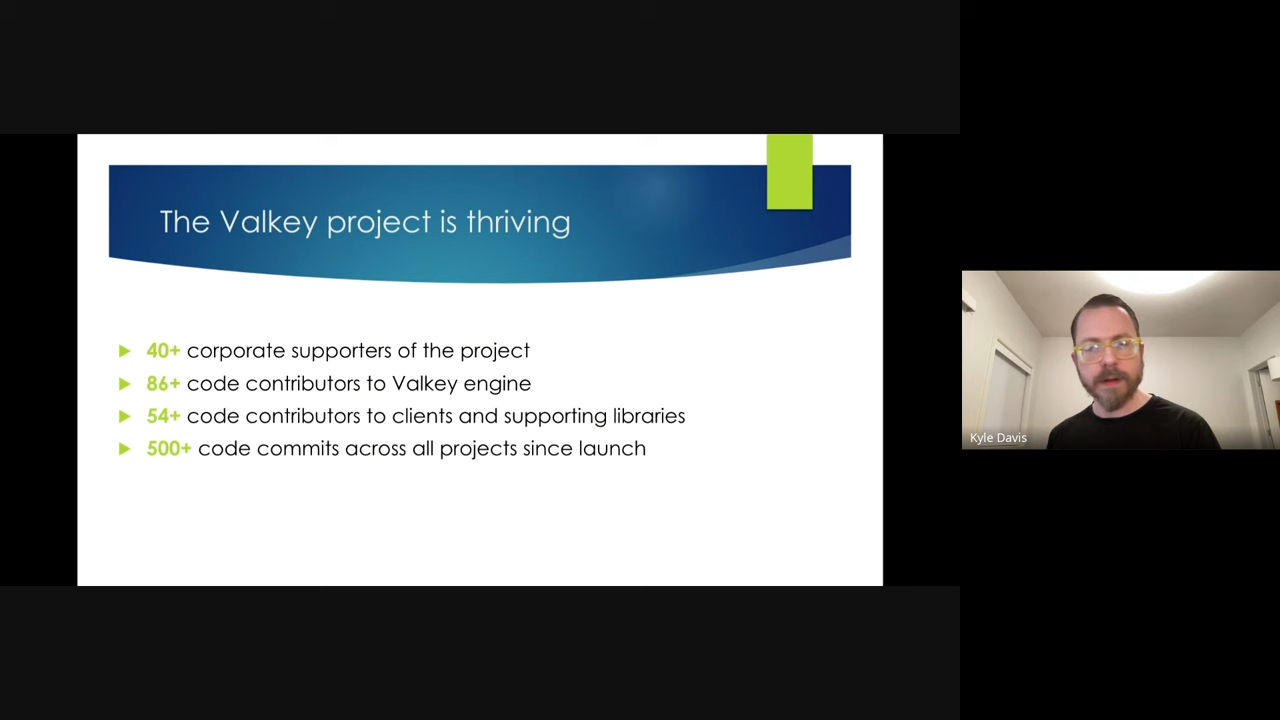 The Valkey project is thriving
40+ corporate supporters of the project
86+ code contributors to Valkey engine
54+ code contributors to clients and supporting libraries
500+ code commits across all projects since launch
Kyle Davis